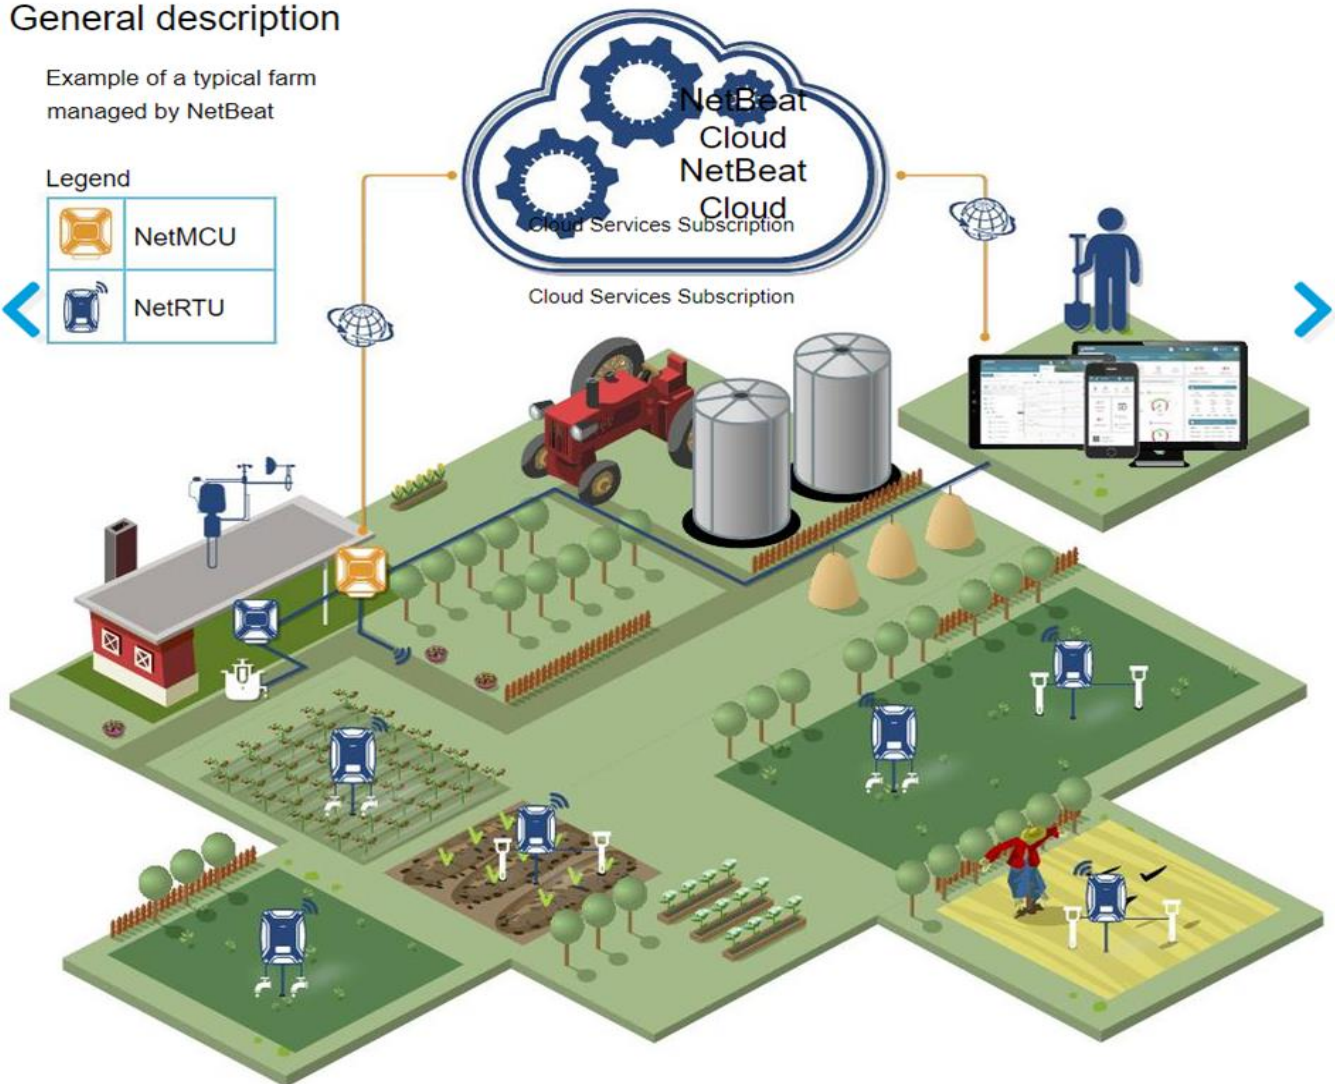 General description
Example of a typical farm
managed by NetBeat
Legend
NetMCU
NetRTU
NetBeat
Cloud
NetBeat
Cloud
Cloud Services Subscription
Cloud Services Subscription